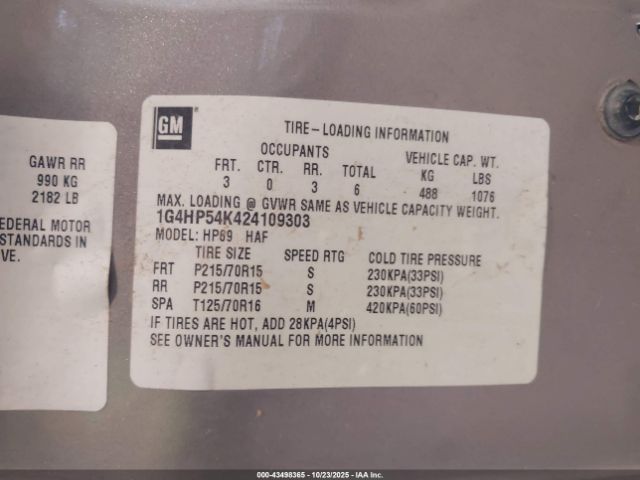 GAWR RR
990 KG
2182 LB
FEDERAL MOTOR
STANDARDS IN
VE.
GM
TIRE-LOADING INFORMATION
OCCUPANTS VEHICLE CAP. WT.
FRT. CTR. RR. TOTAL KG LBS
3 0 3 6 488 1076
MAX. LOADING @ GVWR SAME AS VEHICLE CAPACITY WEIGHT.
1G4HP54K424109303
MODEL: HP69 HAF
TIRE SIZE SPEED RTG COLD TIRE PRESSURE
FRT P215/70R15 S 230KPA(33PSI)
RR P215/70R15 S 230KPA(33PSI)
SPA T125/70R16 M 420KPA(60PSI)
IF TIRES ARE HOT, ADD 28KPA(4PSI)
SEE OWNER'S MANUAL FOR MORE INFORMATION
000-43498365 - 10/23/2025 - IAA, Inc.